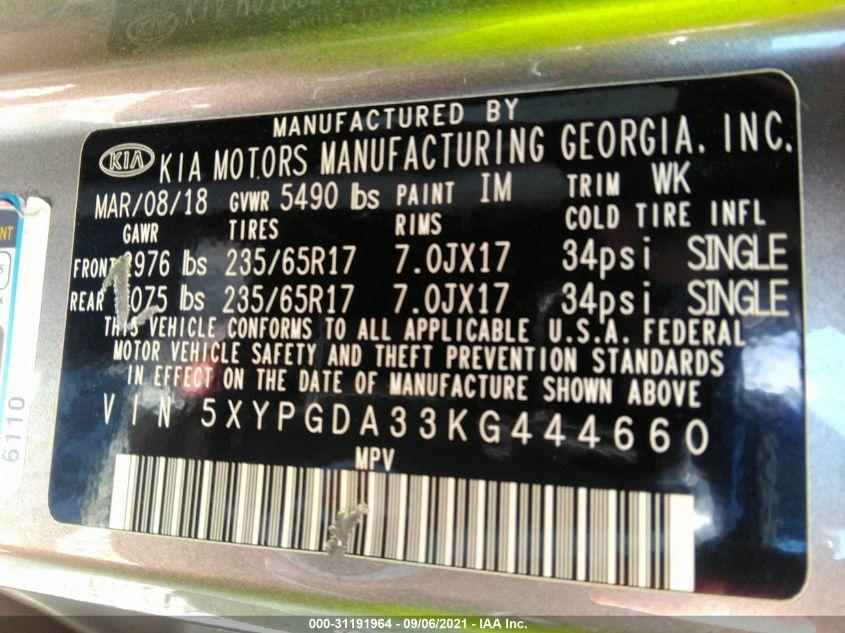 MANUFACTURED BY
KIA KIA MOTORS MANUFACTURING GEORGIA. INC.
MAR/08/18 GVWR 5490 lbs PAINT IM TRIM WK
GAWR TIRES RIMS COLD TIRE INFL
FRONT lbs 235/65R17 7.0JX17 34psi SINGLE
REAR lbs 235/65R17 7.0JX17 34psi SINGLE
THIS VEHICLE CONFORMS TO ALL APPLICABLE U.S.A. FEDERAL
MOTOR VEHICLE SAFETY AND THEFT PREVENTION STANDARDS
IN EFFECT ON THE DATE OF MANUFACTURE SHOWN ABOVE
VIN 5XYPGDA33KG444660
MPV
6110
000-31191964 - 09/06/2021 - IAA Inc.